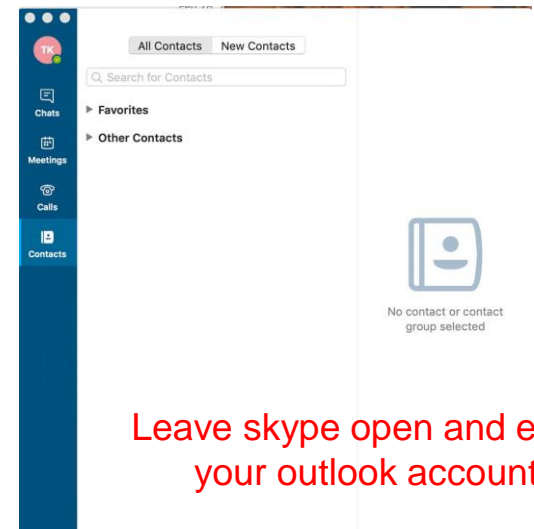 All Contacts New Contacts
TK
Search for Contacts
Chats
Favorites
Other Contacts
Meetings
Calls
Contacts
No contact or contact
group selected
Leave skype open and e
your outlook account